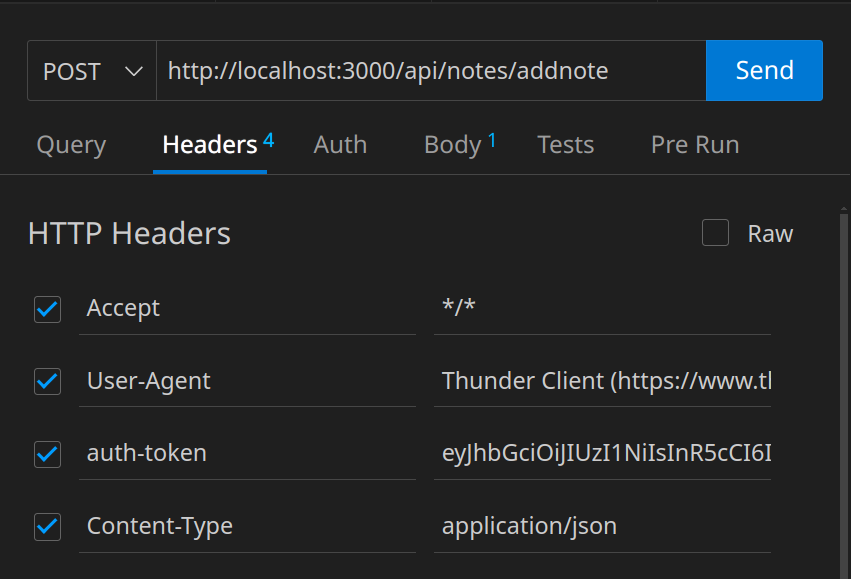 POST http://localhost:3000/api/notes/addnote Send
Query Headers 4 Auth Body 1 Tests Pre Run
HTTP Headers Raw
Accept */*
User-Agent Thunder Client (https://www.tl
auth-token eyJhbGciOiJIUzI1NiIsInR5cCI6I
Content-Type application/json